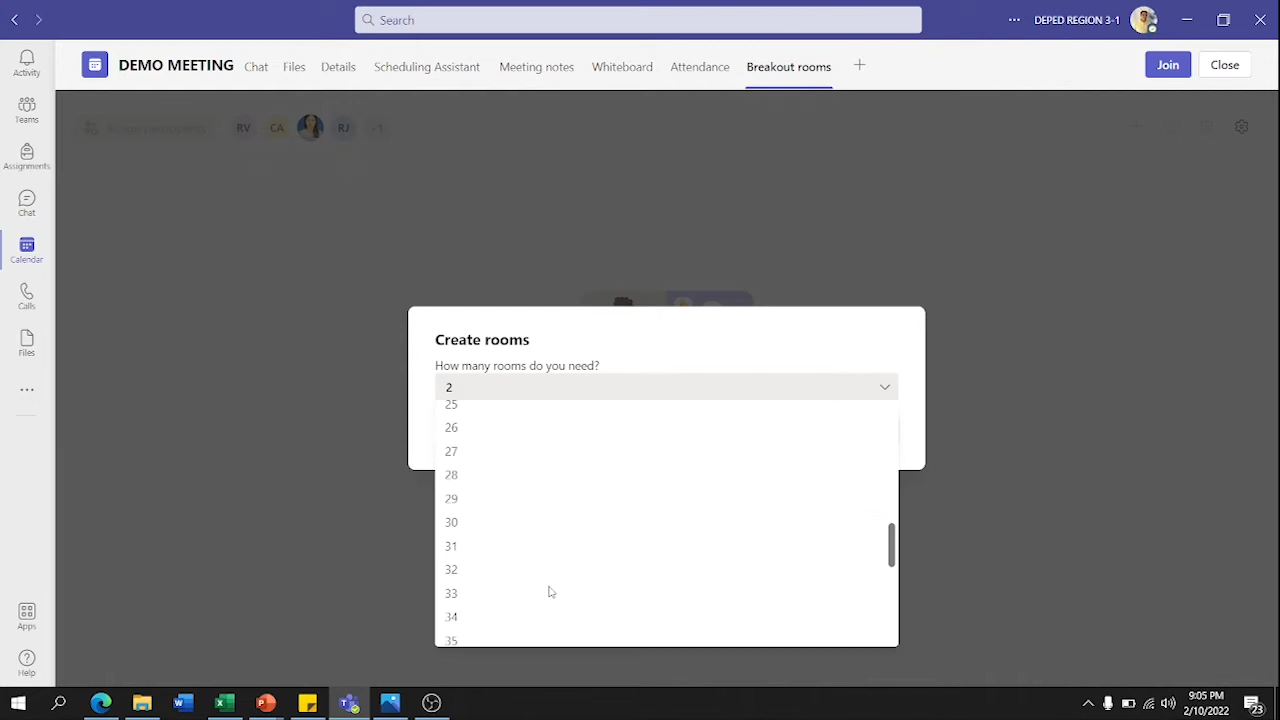 Search
DEPED REGION 3-1
Activity
Teams
Assignments
Chat
Calendar
Calls
Files
Apps
Help
DEMO MEETING Chat Files Details Scheduling Assistant Meeting notes Whiteboard Attendance Breakout rooms
Join Close
RV CA RJ +1
Create rooms
How many rooms do you need?
2
25
26
27
28
29
30
31
32
33
34
35
9:05 PM
2/10/2022
23